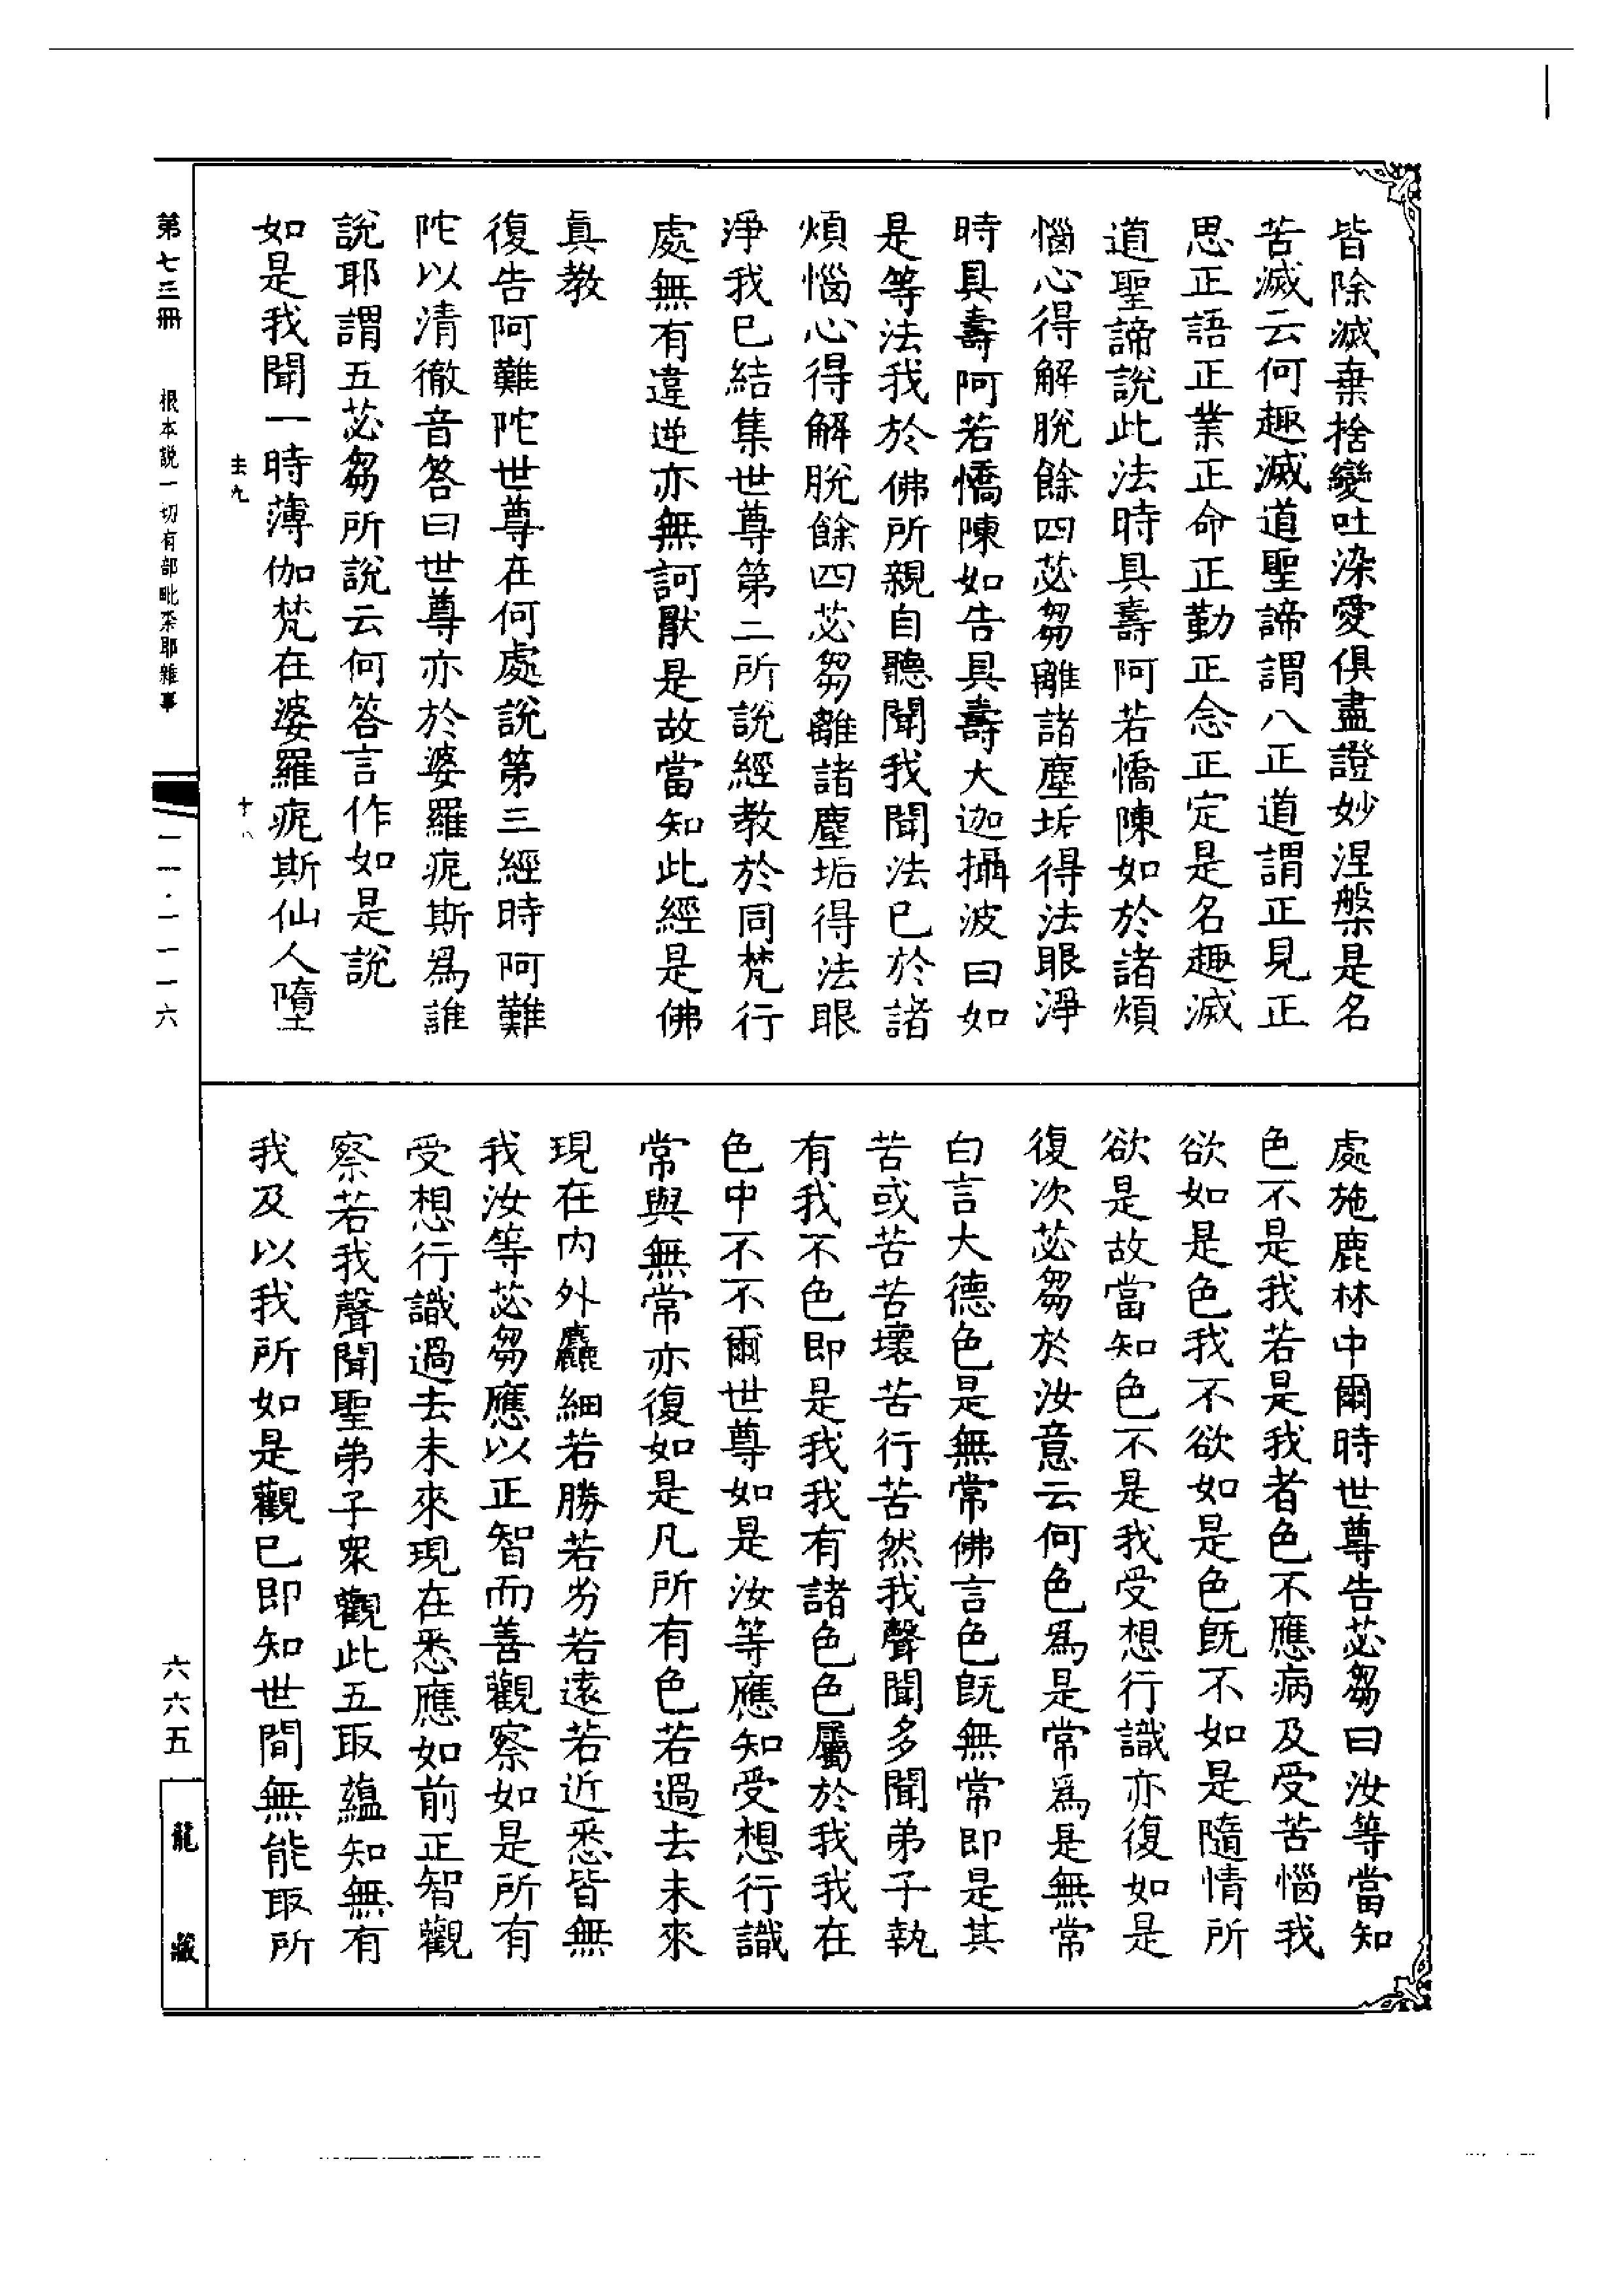 皆除滅棄捨變吐染愛俱盡證妙涅槃是名
苦滅云何趣滅道聖諦謂八正道謂正見正
思正語正業正命正勤正念正定是名趣滅
道聖諦說此法時具壽阿若憍陳如於諸煩
惱心得解脫餘四苾芻離諸塵垢得法眼淨
時具壽阿若憍陳如告具壽大迦攝波曰如
是等法我於佛所親自聽聞我聞法已於諸
煩惱心得解脫餘四苾芻離諸塵垢得法眼
淨我已結集世尊第二所說經教於同梵行
處無有違逆亦無訶厭是故當知此經是佛
真教
復告阿難陀世尊在何處說第三經時阿難
陀以清徹音答曰世尊亦於婆羅痆斯為誰
說耶謂五苾芻所說云何答言作如是說
如是我聞一時薄伽梵在婆羅痆斯仙人墮
處施鹿林中爾時世尊告苾芻曰汝等當知
色不是我若是我者色不應病及受苦惱我
欲如是色我不欲如是色既不如是隨情所
欲是故當知色不是我受想行識亦復如是
復次苾芻於汝意云何色為是常為是無常
白言大德色是無常佛言色既無常即是其
苦或苦苦壞苦行苦然我聲聞多聞弟子執
有我不色即是我我有諸色色屬於我我在
色中不不爾世尊如是汝等應知受想行識
常與無常亦復如是凡所有色若過去未來
現在內外麤細若勝若劣若遠若近悉皆無
我汝等苾芻應以正智而善觀察如是所有
受想行識過去未來現在悉應如前正智觀
察若我聲聞聖弟子眾觀此五取蘊知無有
我及以我所如是觀已即知世間無能取所
第七三冊 根本說一切有部毗柰耶雜事
一一·一一一六
六六五
龍藏
十八